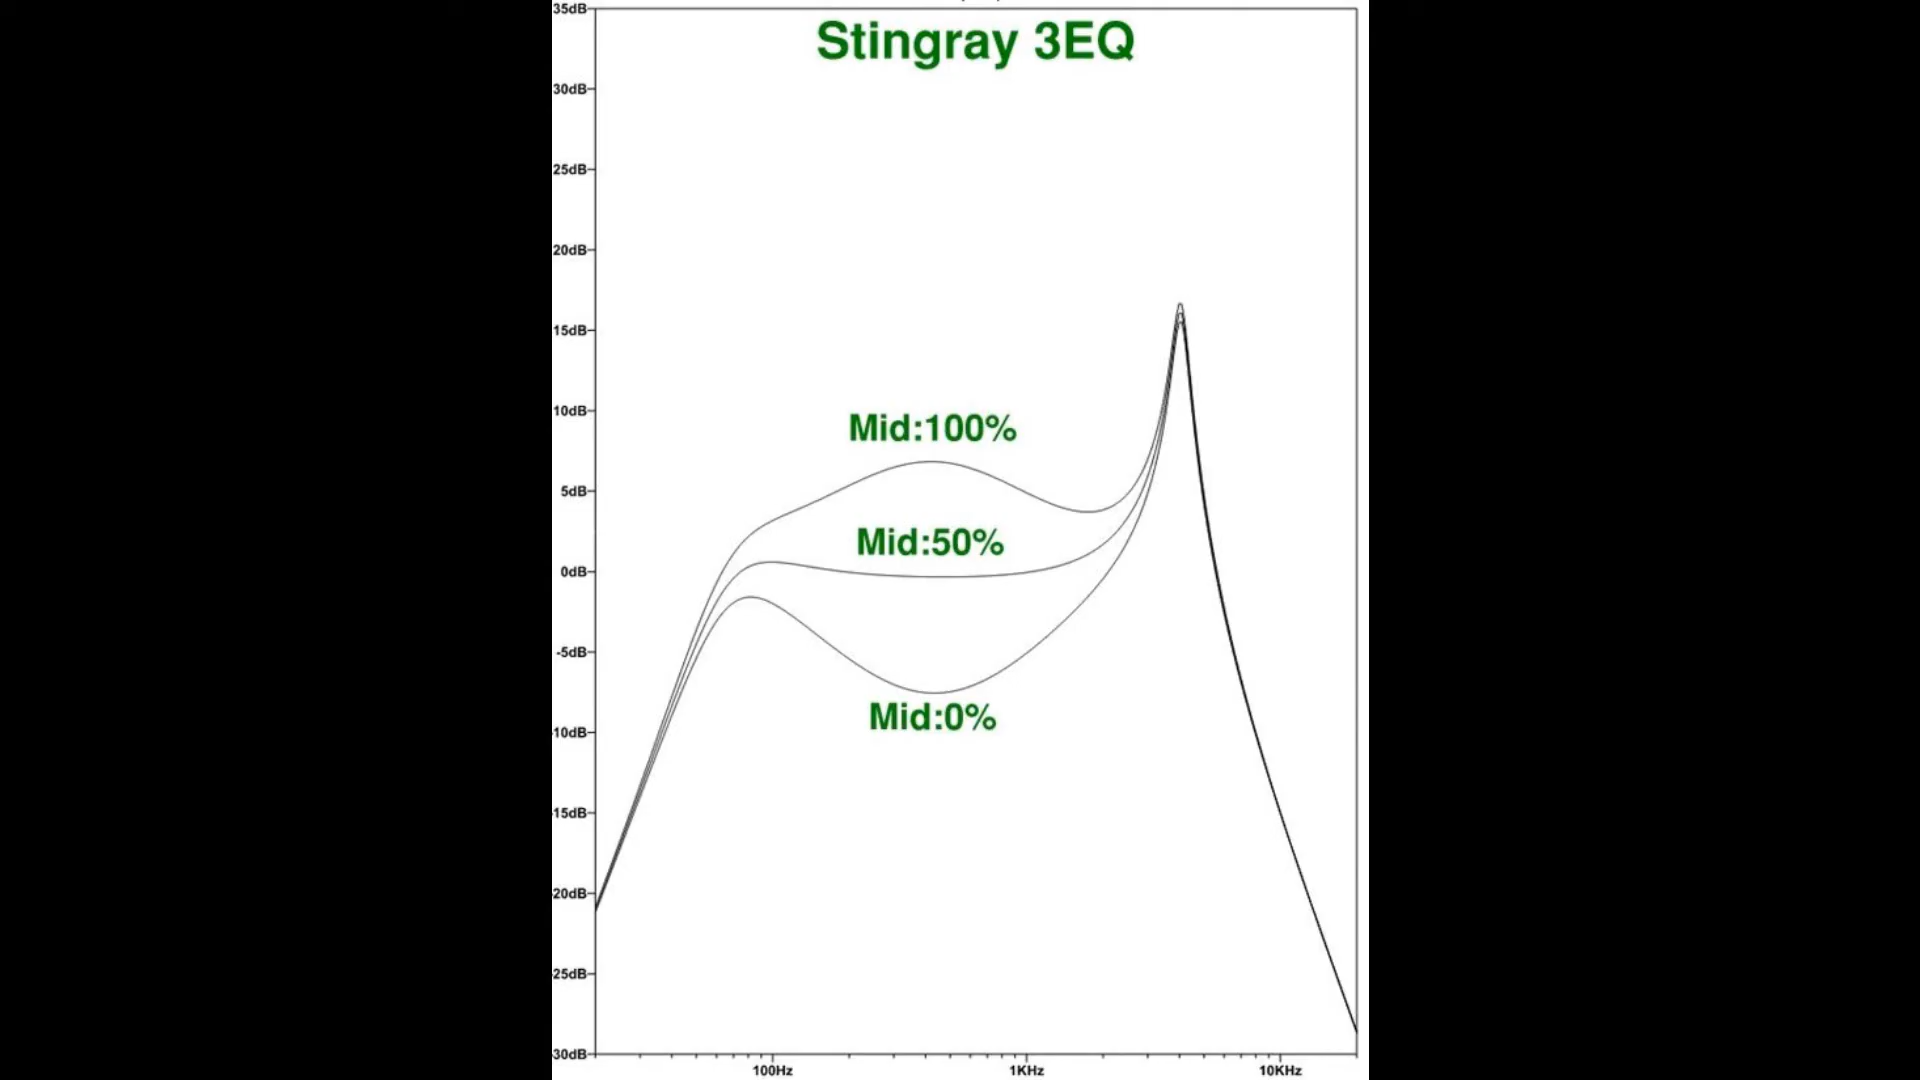 35dB
Stingray 3EQ
30dB
25dB
20dB
15dB
10dB
Mid:100%
5dB
Mid:50%
0dB
-5dB
Mid:0%
-10dB
-15dB
-20dB
-25dB
-30dB
100Hz 1KHz 10KHz